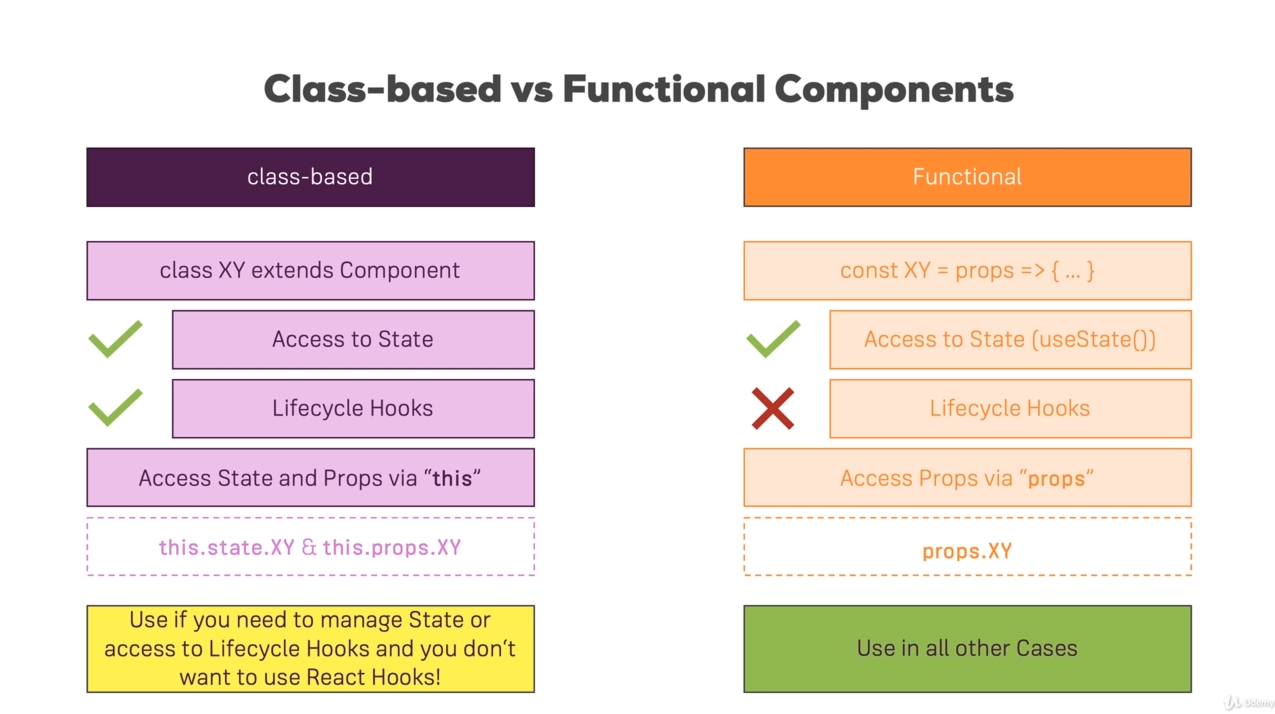 Class-based vs Functional Components
class-based
class XY extends Component
Access to State
Lifecycle Hooks
Access State and Props via “this”
this.state.XY & this.props.XY
Use if you need to manage State or
access to Lifecycle Hooks and you don’t
want to use React Hooks!
Functional
const XY = props => { … }
Access to State (useState())
Lifecycle Hooks
Access Props via “props”
props.XY
Use in all other Cases
Udemy